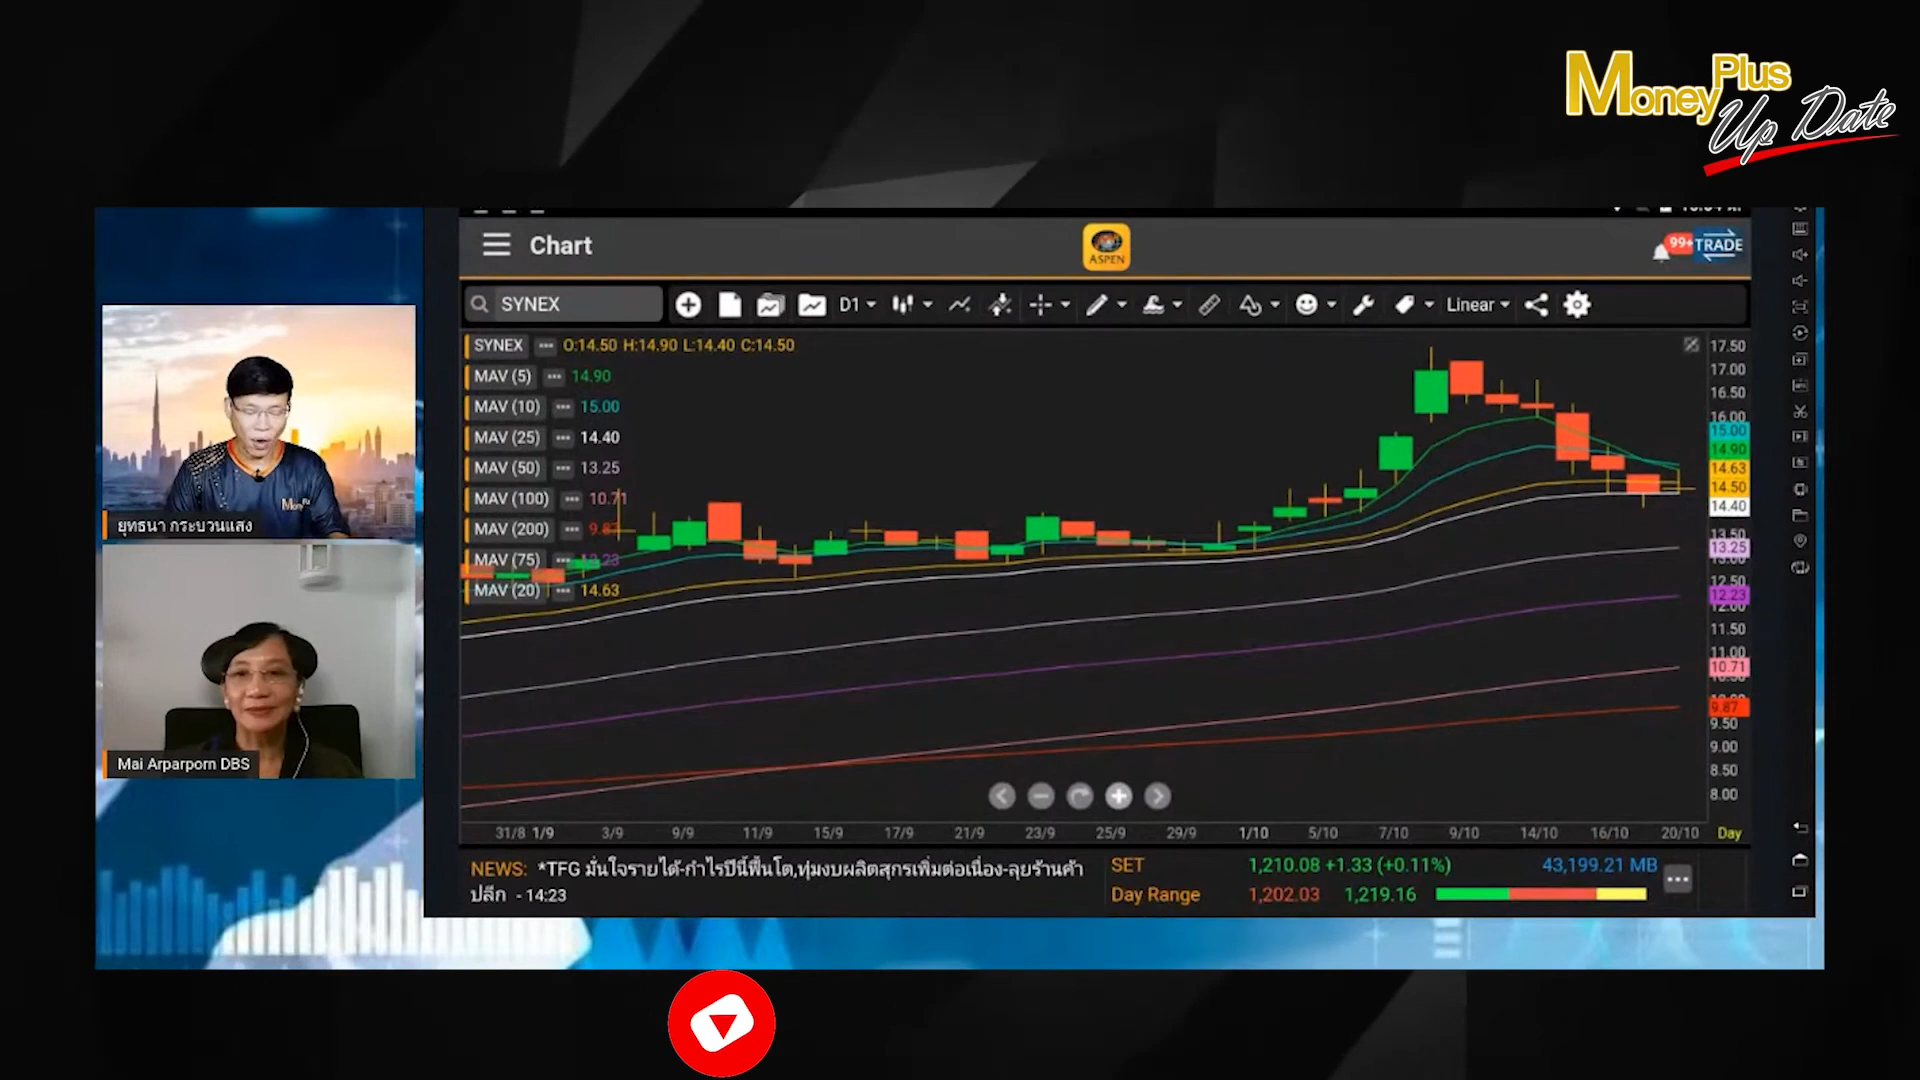 Money Plus
Up Date
Chart
ASPEN
99+
TRADE
SYNEX
D1
Linear
SYNEX ••• O:14.50 H:14.90 L:14.40 C:14.50
MAV (5) ••• 14.90
MAV (10) ••• 15.00
MAV (25) ••• 14.40
MAV (50) ••• 13.25
MAV (100) ••• 10.71
MAV (200) •••
MAV (75) •••
MAV (20) ••• 14.63
17.50
17.00
16.50
16.00
15.00
14.90
14.63
14.50
14.40
13.50
13.25
13.00
12.50
12.23
12.00
11.50
11.00
10.71
9.87
9.50
9.00
8.50
8.00
31/8 1/9 3/9 9/9 11/9 15/9 17/9 21/9 23/9 25/9 29/9 1/10 5/10 7/10 9/10 14/10 16/10 20/10 Day
ยุทธนา กระบวนแสง
Mai Arparporn DBS
NEWS: *TFG มั่นใจรายได้-กำไรปีนี้ฟื้นโต,ทุ่มงบผลิตสุกรเพิ่มต่อเนื่อง-ลุยร้านค้า
ปลีก - 14:23
SET 1,210.08 +1.33 (+0.11%) 43,199.21 MB
Day Range 1,202.03 1,219.16